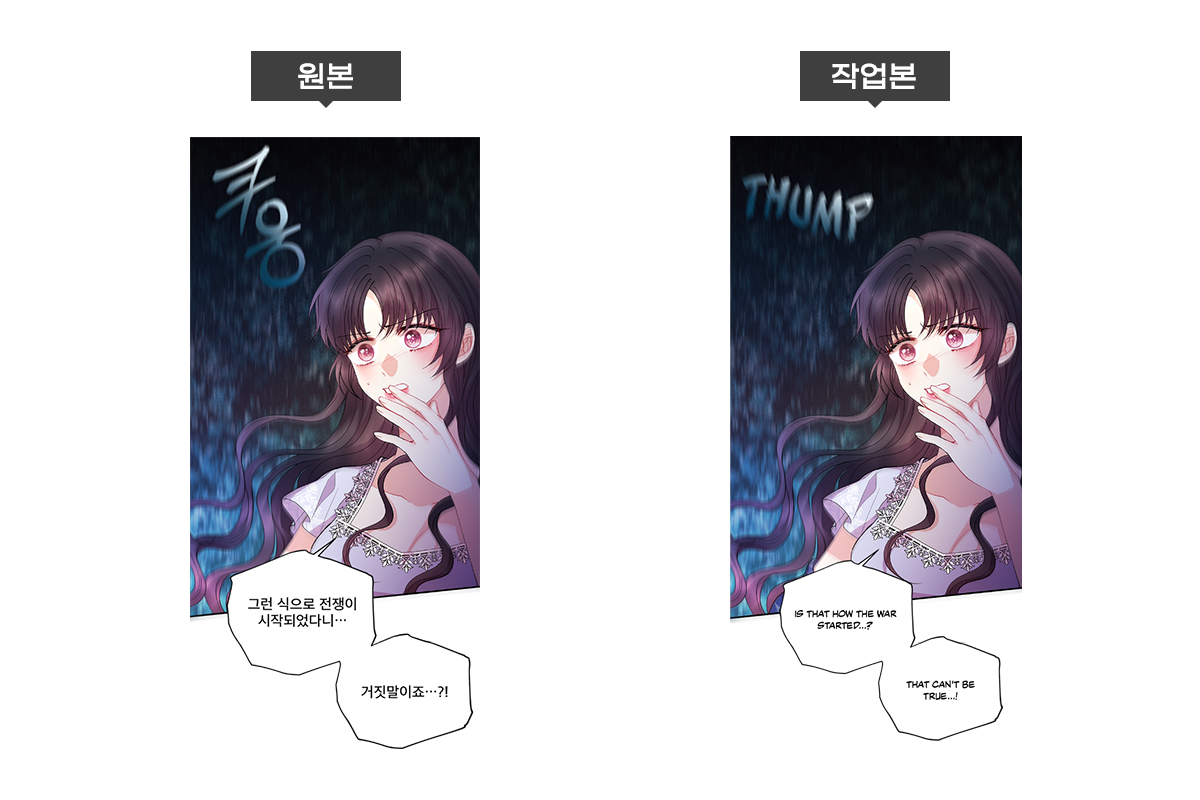 원본
쿠웅
그런 식으로 전쟁이
시작되었다니…
거짓말이죠…?!
작업본
THUMP
IS THAT HOW THE WAR
STARTED...?
THAT CAN'T BE
TRUE...!